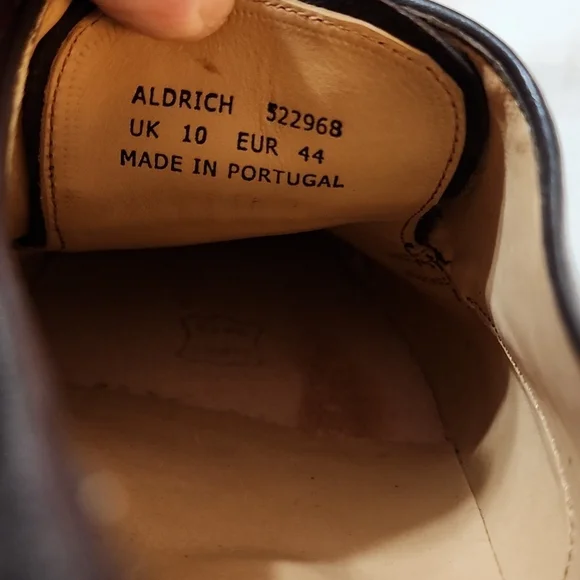 ALDRICH 522968
UK 10 EUR 44
MADE IN PORTUGAL